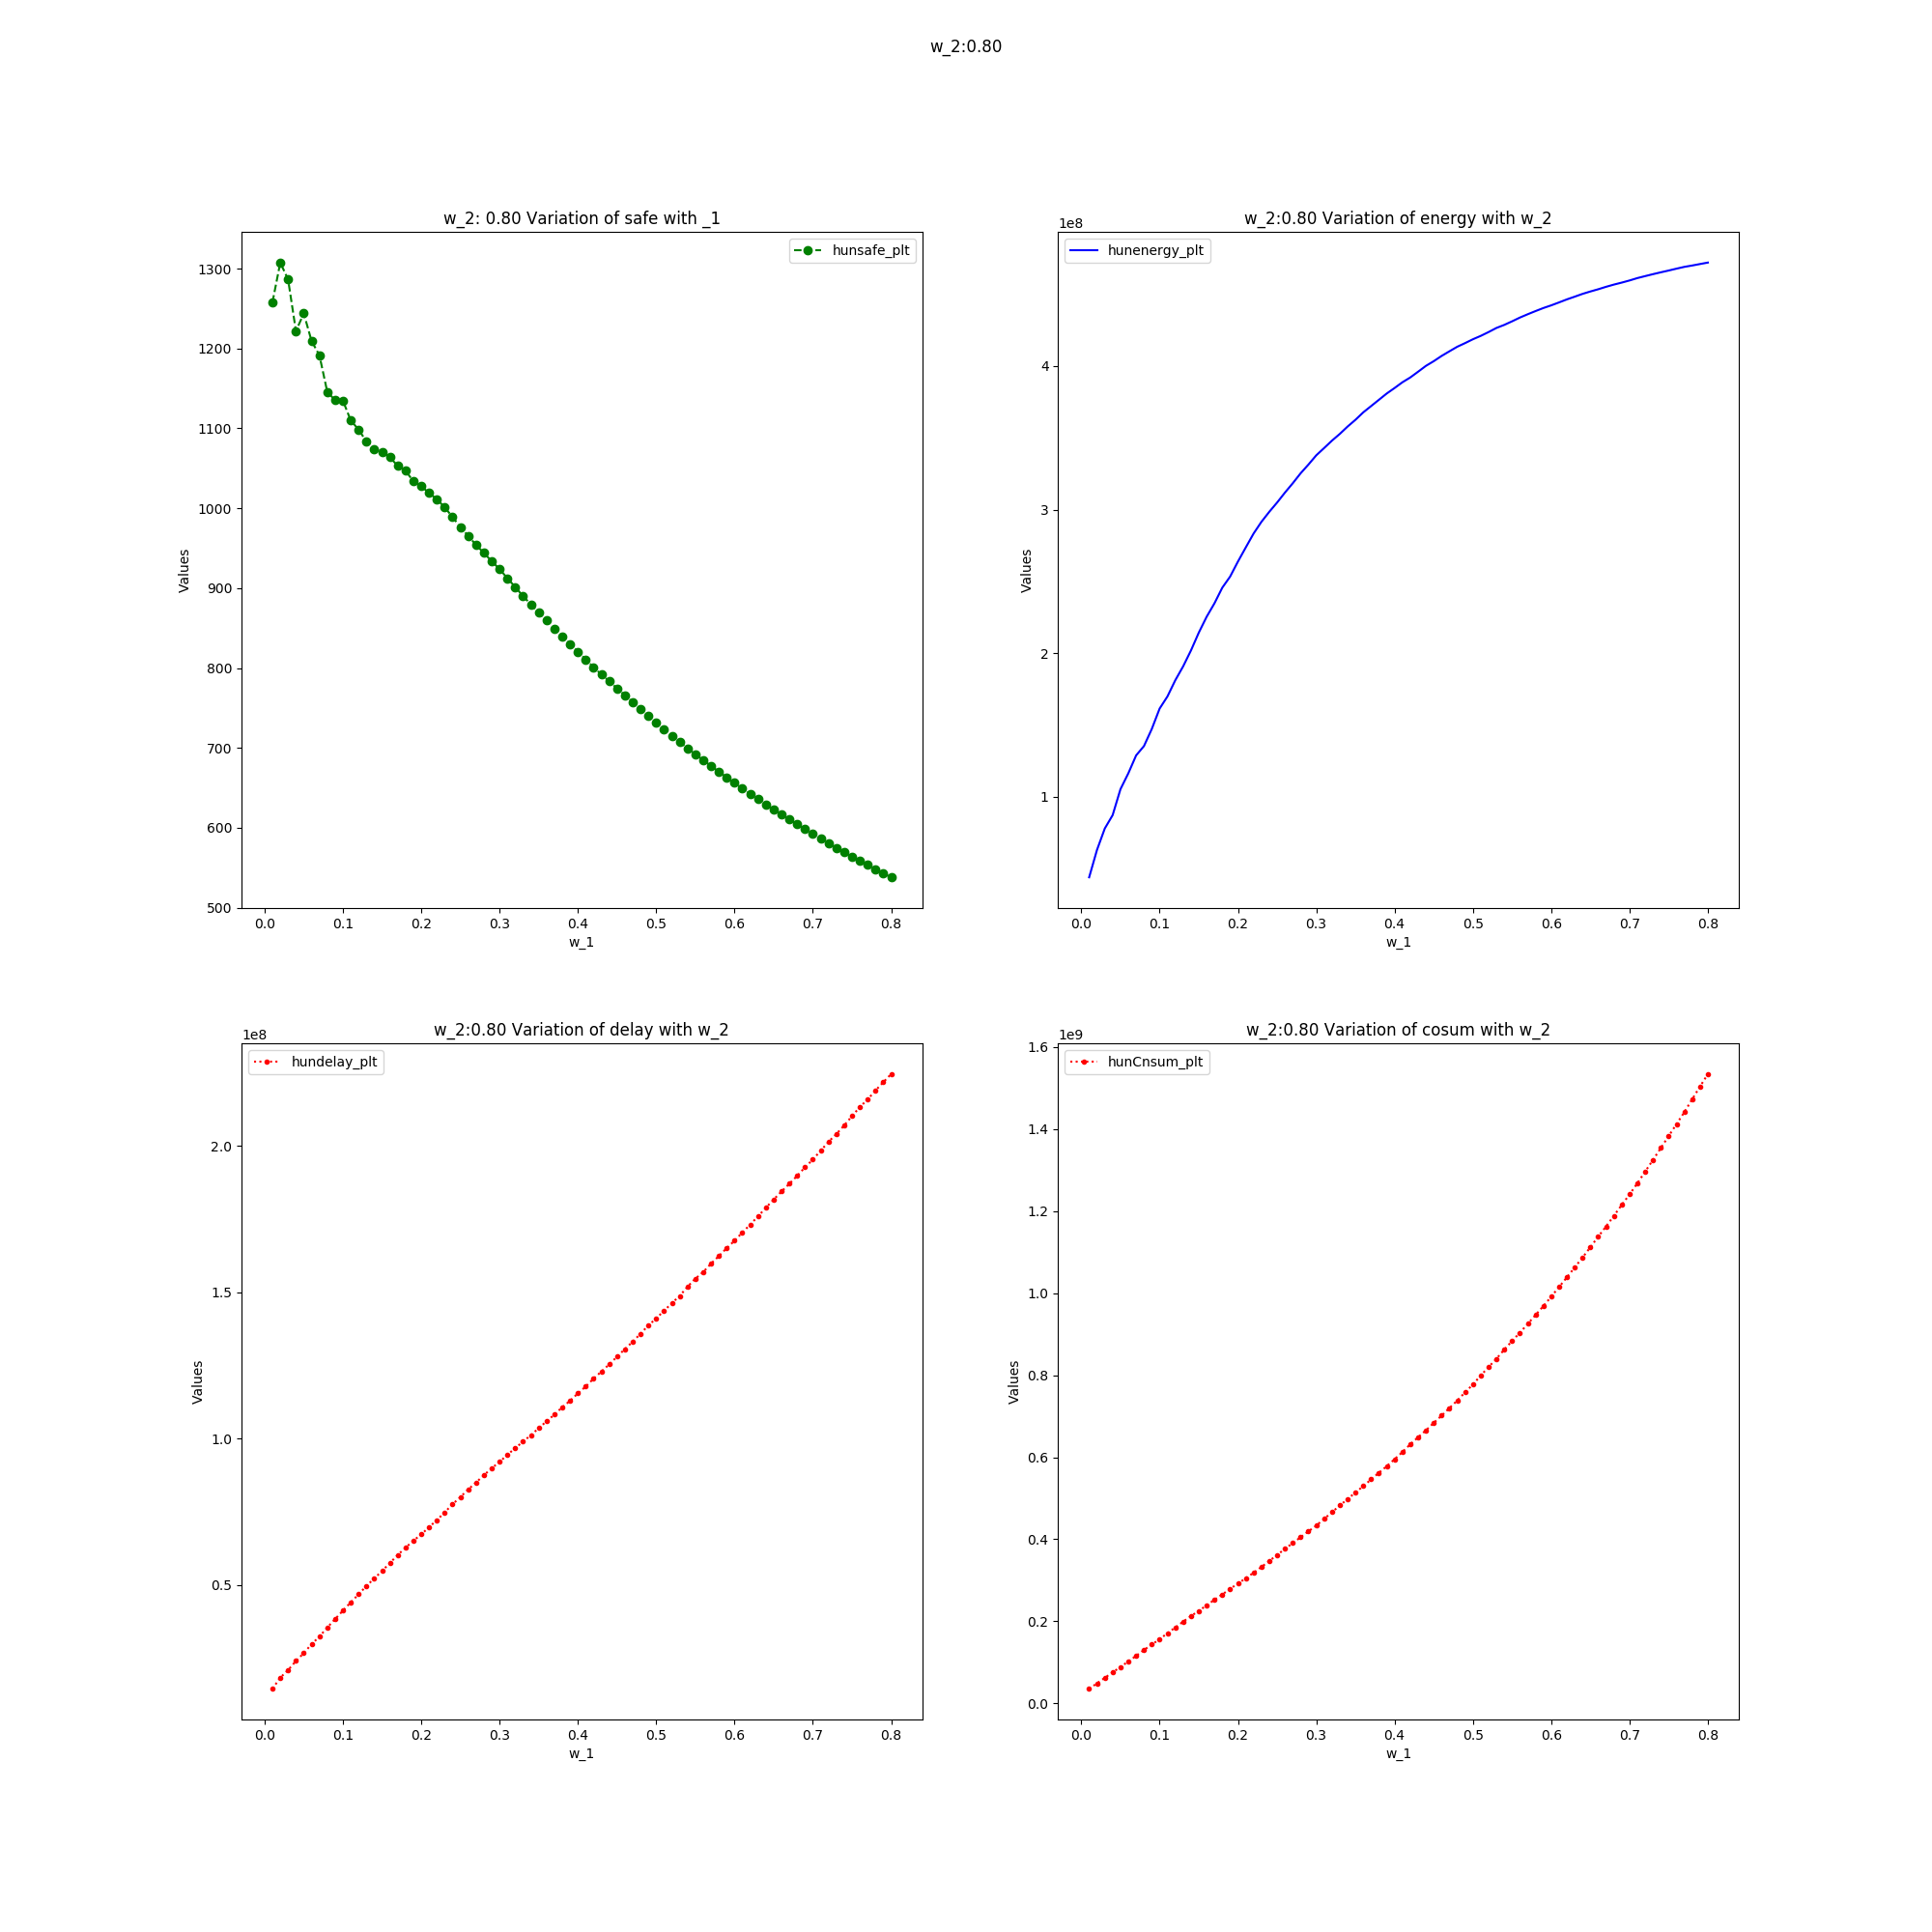 w_2:0.80
w_2: 0.80 Variation of safe with _1
hunsafe_plt
1300
1200
1100
1000
900
800
700
600
500
Values
0.0 0.1 0.2 0.3 0.4 0.5 0.6 0.7 0.8
w_1
w_2:0.80 Variation of energy with w_2
1e8
hunenergy_plt
4
3
2
1
Values
0.0 0.1 0.2 0.3 0.4 0.5 0.6 0.7 0.8
w_1
w_2:0.80 Variation of delay with w_2
1e8
hundelay_plt
2.0
1.5
1.0
0.5
Values
0.0 0.1 0.2 0.3 0.4 0.5 0.6 0.7 0.8
w_1
w_2:0.80 Variation of cosum with w_2
1e9
hunCnsum_plt
1.6
1.4
1.2
1.0
0.8
0.6
0.4
0.2
0.0
Values
0.0 0.1 0.2 0.3 0.4 0.5 0.6 0.7 0.8
w_1